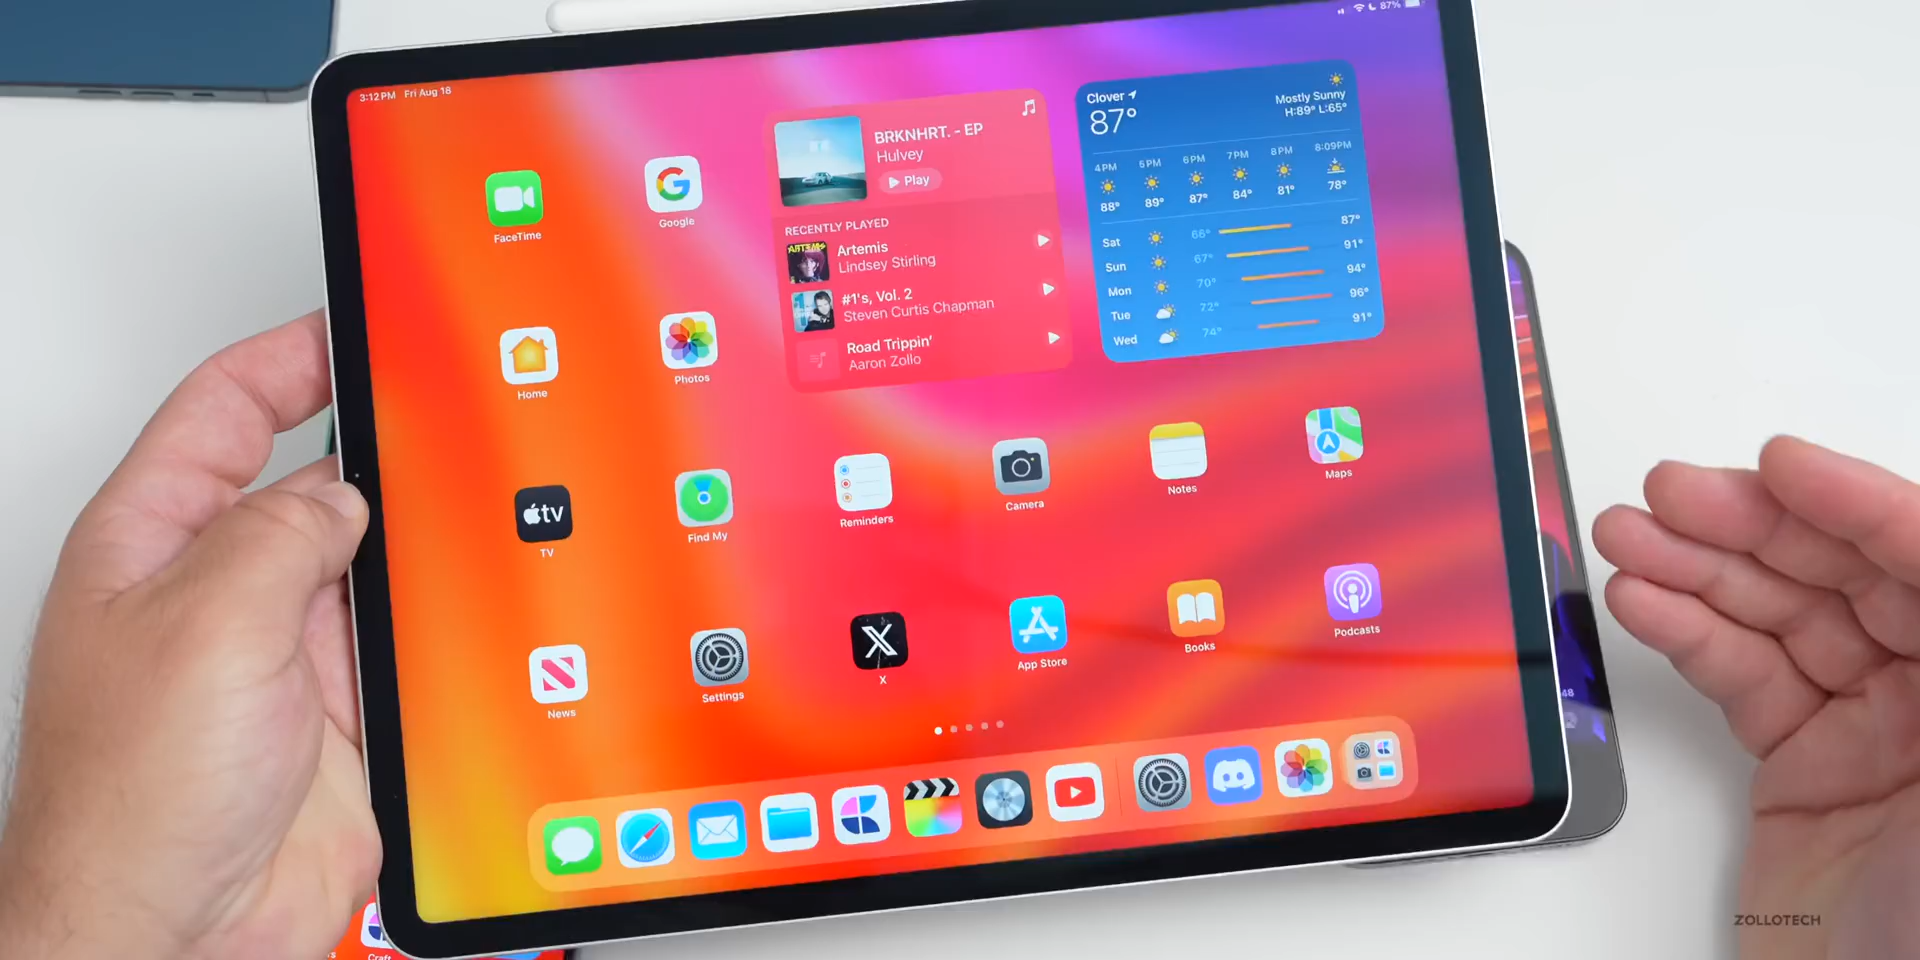 3:12 PM Fri Aug 18
87%
FaceTime
Google
BRKNHRT. - EP
Hulvey
Play
RECENTLY PLAYED
Artemis
Lindsey Stirling
#1's, Vol. 2
Steven Curtis Chapman
Road Trippin'
Aaron Zollo
Clover
87°
Mostly Sunny
H:89° L:65°
4PM 5PM 6PM 7PM 8PM 8:09PM
88° 89° 87° 84° 81° 78°
Sat 66° 87°
Sun 67° 91°
Mon 70° 94°
Tue 72° 96°
Wed 74° 91°
Home
Photos
tv
TV
Find My
Reminders
Camera
Notes
Maps
News
Settings
X
App Store
Books
Podcasts
48
Craft
ZOLLOTECH